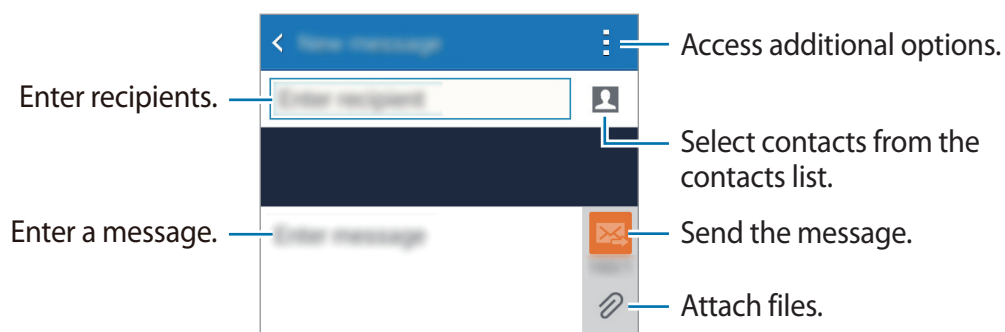 New message
Access additional options.
Enter recipients.
Enter recipient
Select contacts from the
contacts list.
Enter a message.
Enter message
Send the message.
Attach files.